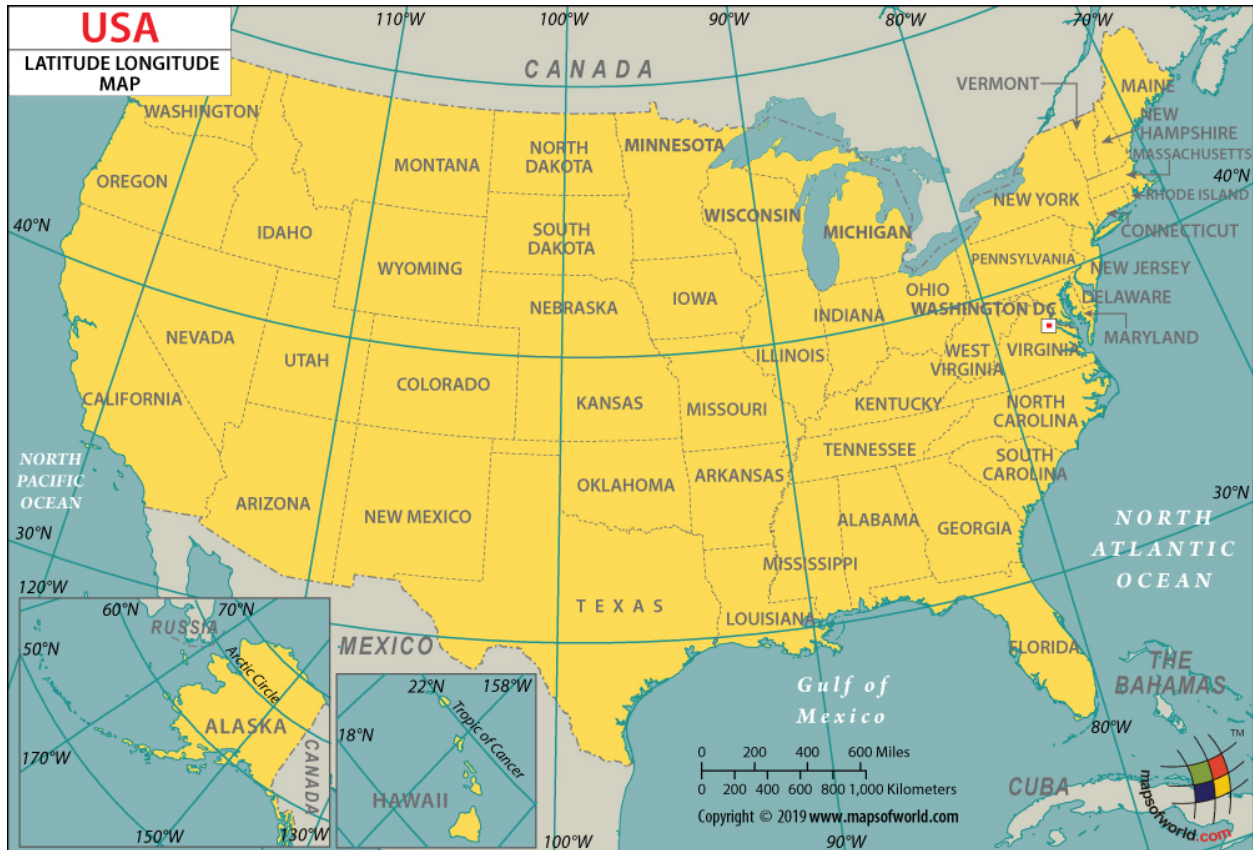 USA
LATITUDE LONGITUDE
MAP
110°W
100°W
90°W
80°W
70°W
CANADA
VERMONT
MAINE
NEW
HAMPSHIRE
MASSACHUSETTS
40°N
RHODE ISLAND
CONNECTICUT
WASHINGTON
MONTANA
NORTH
DAKOTA
MINNESOTA
OREGON
IDAHO
WYOMING
SOUTH
DAKOTA
WISCONSIN
MICHIGAN
NEW YORK
40°N
PENNSYLVANIA
NEW JERSEY
NEVADA
UTAH
NEBRASKA
IOWA
INDIANA
OHIO
WASHINGTON DC
DELAWARE
MARYLAND
CALIFORNIA
COLORADO
KANSAS
MISSOURI
ILLINOIS
WEST
VIRGINIA
VIRGINIA
KENTUCKY
NORTH
CAROLINA
TENNESSEE
SOUTH
CAROLINA
NORTH
PACIFIC
OCEAN
ARIZONA
NEW MEXICO
OKLAHOMA
ARKANSAS
ALABAMA
GEORGIA
30°N
NORTH
ATLANTIC
OCEAN
30°N
MISSISSIPPI
TEXAS
LOUISIANA
FLORIDA
120°W
60°N
70°N
RUSSIA
50°N
Arctic Circle
ALASKA
CANADA
170°W
150°W
130°W
MEXICO
22°N
158°W
Tropic of Cancer
18°N
HAWAII
Gulf of
Mexico
THE
BAHAMAS
80°W
CUBA
0 200 400 600 Miles
0 200 400 600 800 1,000 Kilometers
Copyright © 2019 www.mapsofworld.com
100°W
90°W
TM
mapsofworld.com